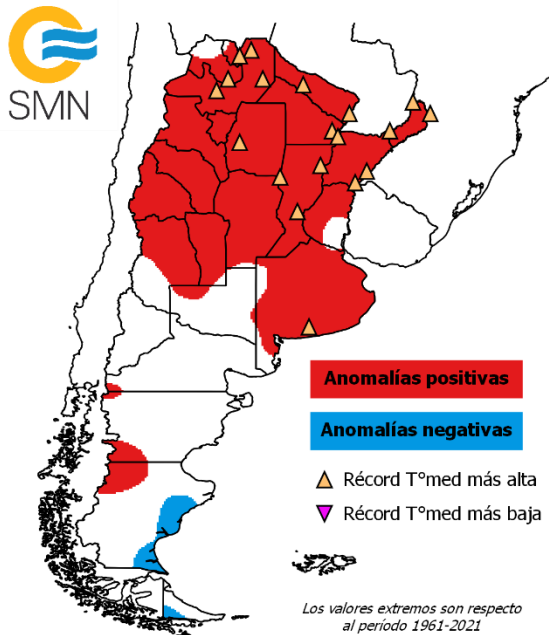 SMN
Anomalías positivas
Anomalías negativas
Récord T°med más alta
Récord T°med más baja
Los valores extremos son respecto
al período 1961-2021